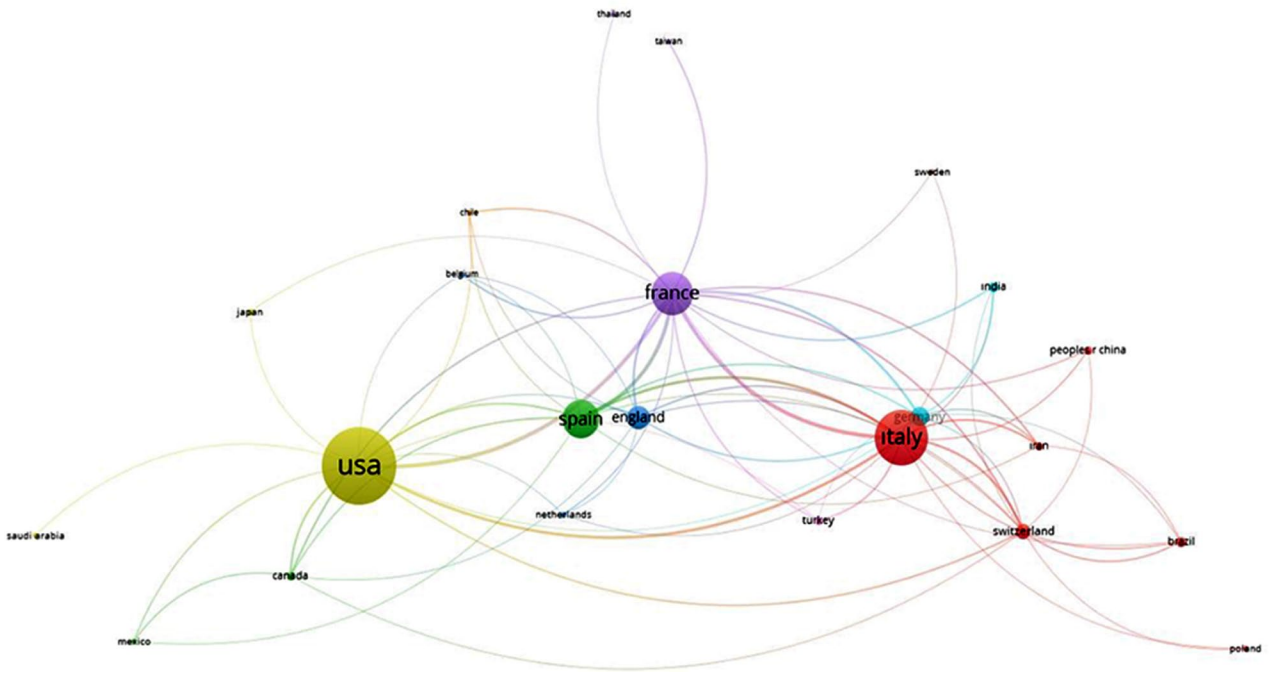 thailand
taiwan
sweden
chile
belgium
india
france
japan
peoples r china
spain
england
germany
italy
iran
usa
netherlands
turkey
switzerland
saudi arabia
brazil
canada
mexico
poland